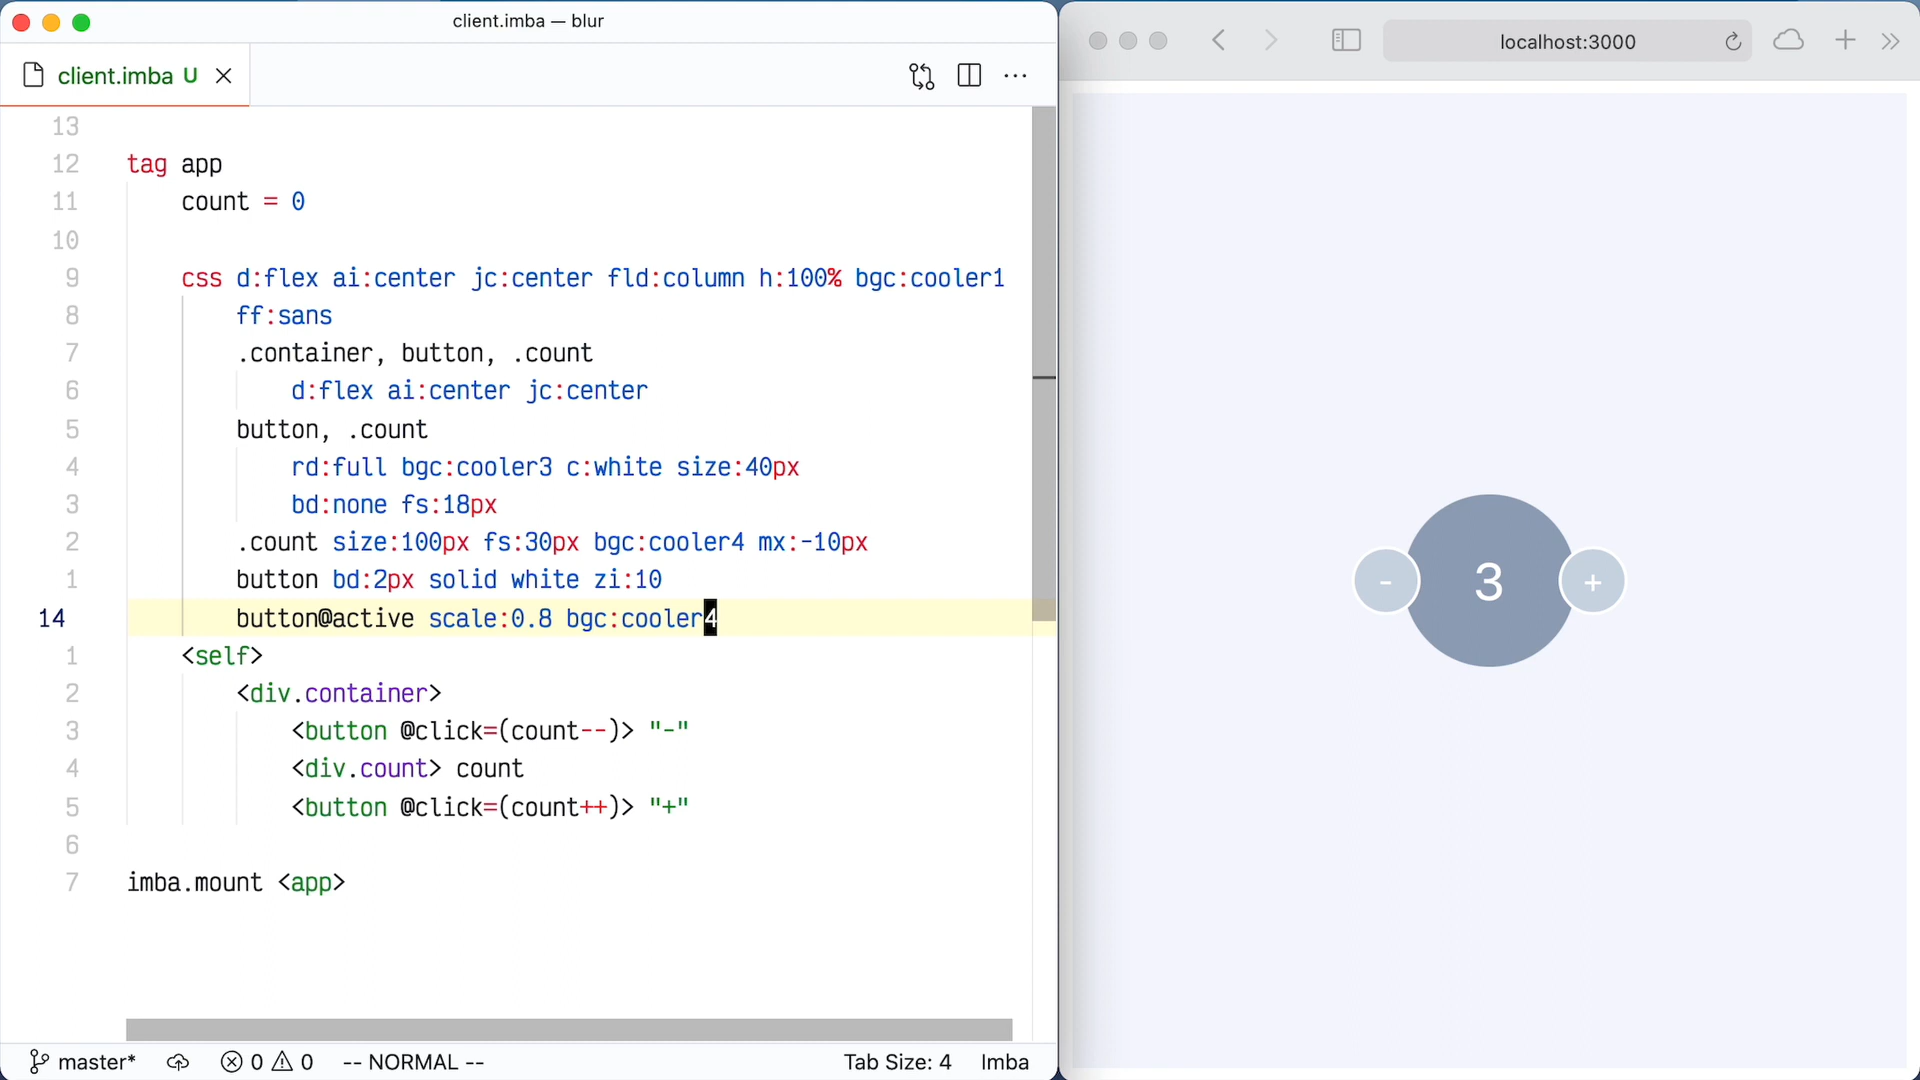 client.imba — blur
client.imba U
localhost:3000
13
12 tag app
11 count = 0
10
9 css d:flex ai:center jc:center fld:column h:100% bgc:cooler1
8 ff:sans
7 .container, button, .count
6 d:flex ai:center jc:center
5 button, .count
4 rd:full bgc:cooler3 c:white size:40px
3 bd:none fs:18px
2 .count size:100px fs:30px bgc:cooler4 mx:-10px
1 button bd:2px solid white zi:10
14 button@active scale:0.8 bgc:cooler4
1 <self>
2 <div.container>
3 <button @click=(count--)> "-"
4 <div.count> count
5 <button @click=(count++)> "+"
6
7 imba.mount <app>
- 3 +
master* 0 0 -- NORMAL -- Tab Size: 4 Imba